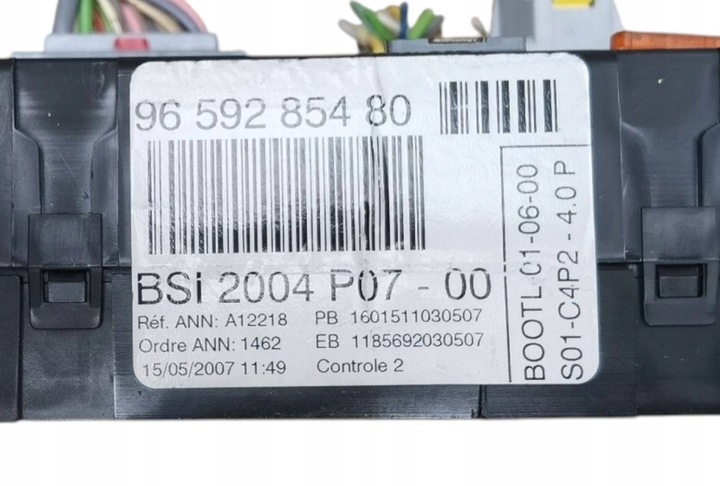 96 592 854 80
BSI 2004 P07 - 00
Réf. ANN: A12218 PB 1601511030507
Ordre ANN: 1462 EB 1185692030507
15/05/2007 11:49 Controle 2
BOOTL 01-06-00
S01-C4P2 - 4.0 P